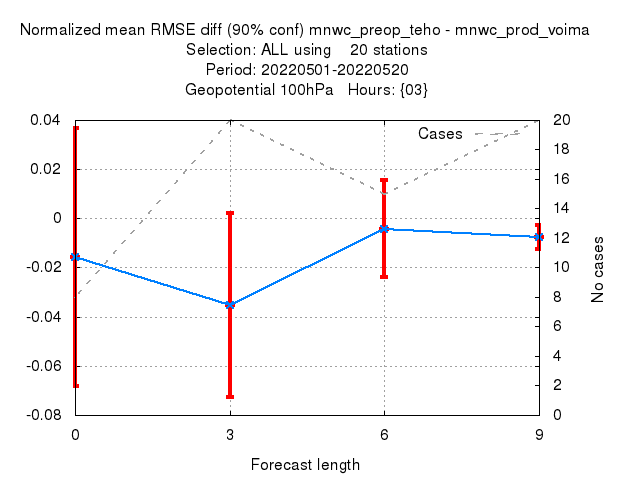 Normalized mean RMSE diff (90% conf) mnwc_preop_teho - mnwc_prod_voima
Selection: ALL using    20 stations
Period: 20220501-20220520
Geopotential 100hPa   Hours: {03}
Cases
0.04
0.02
0
-0.02
-0.04
-0.06
-0.08
20
18
16
14
12
10
8
6
4
2
0
No cases
0 3 6 9
Forecast length